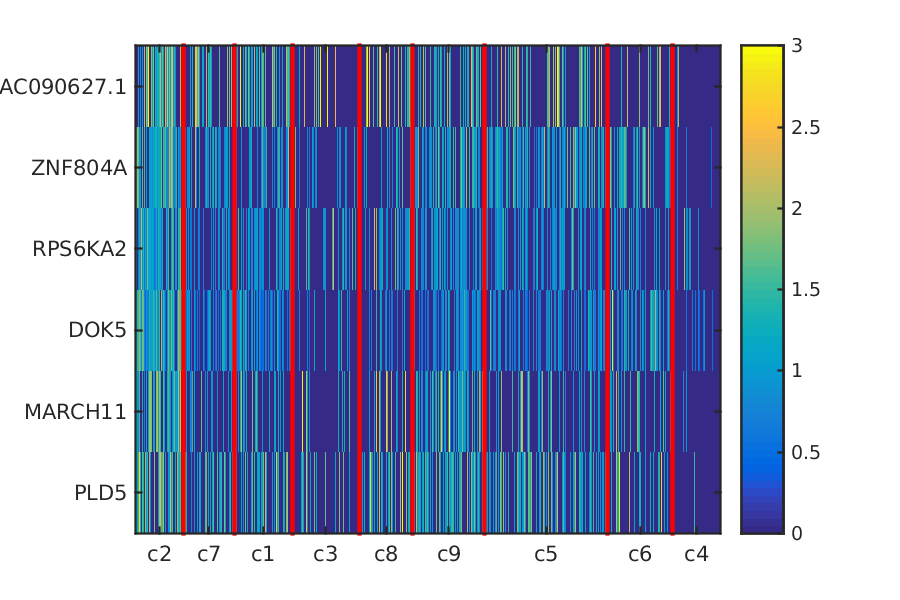 AC090627.1
ZNF804A
RPS6KA2
DOK5
MARCH11
PLD5
c2 c7 c1 c3 c8 c9 c5 c6 c4
3
2.5
2
1.5
1
0.5
0